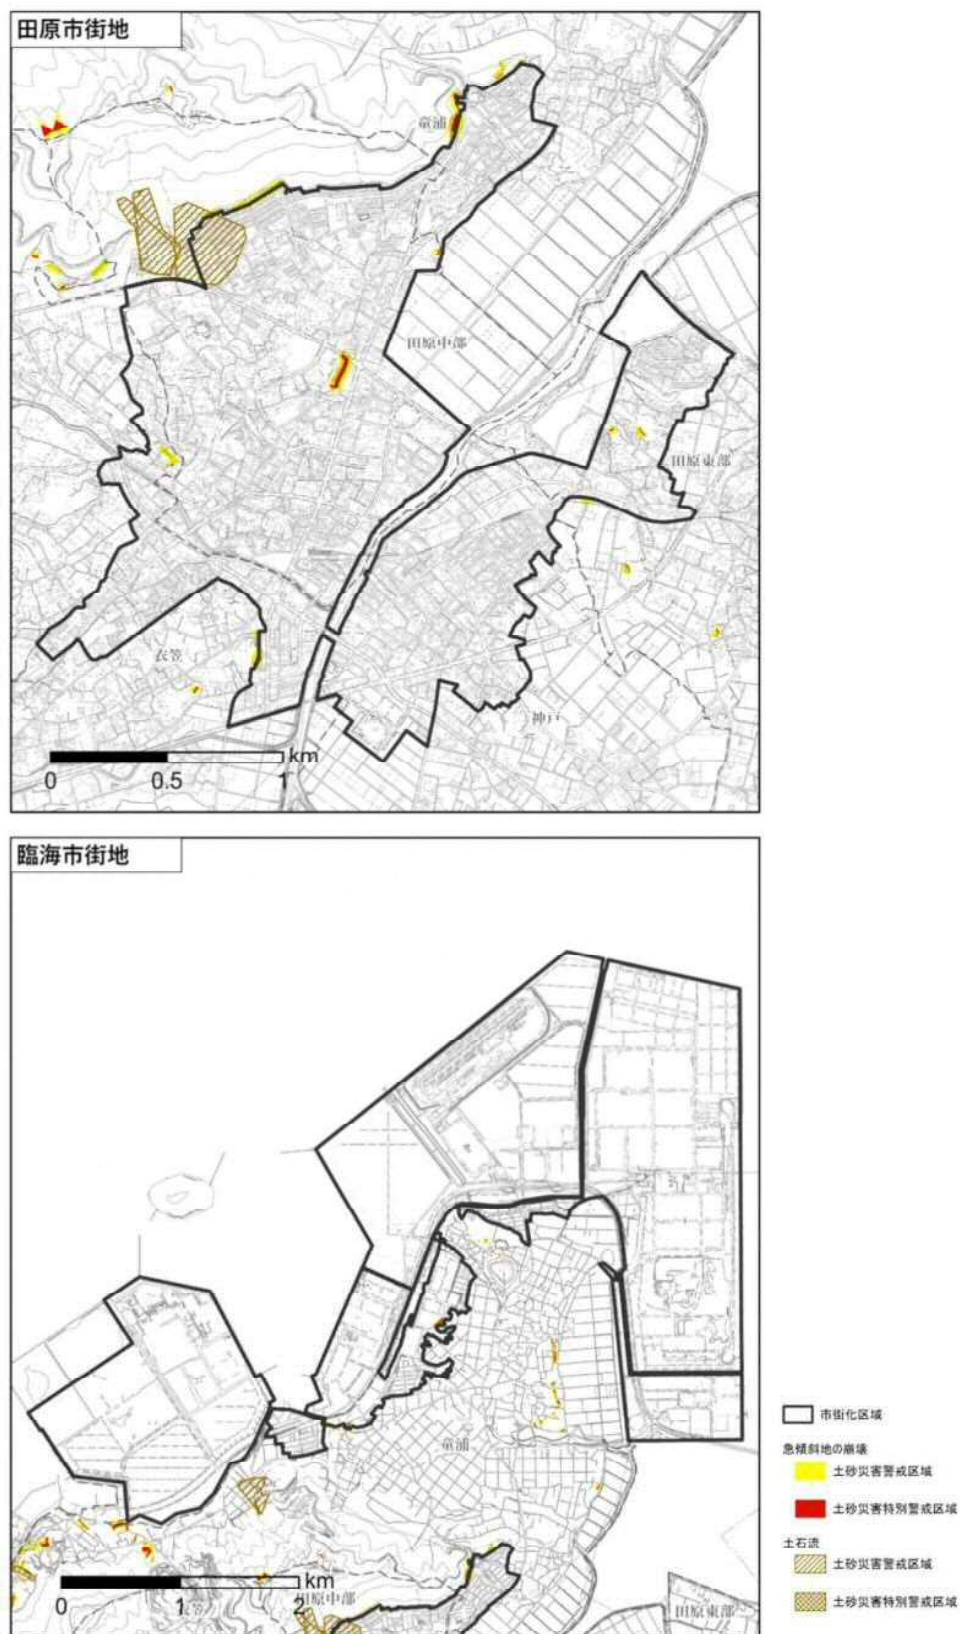 田原市街地
童浦
田原中部
田原東部
衣笠
神戸
km
0
0.5
1
臨海市街地
童浦
km
0
1
2
田原中部
田原東部
市街化区域
急傾斜地の崩壊
土砂災害警戒区域
土砂災害特別警戒区域
土石流
土砂災害警戒区域
土砂災害特別警戒区域